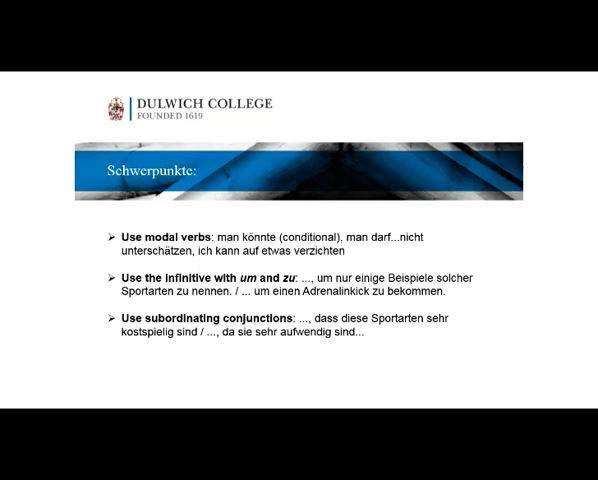 DULWICH COLLEGE
FOUNDED 1619
Schwerpunkte:
➢ Use modal verbs: man könnte (conditional), man darf...nicht
unterschätzen, ich kann auf etwas verzichten
➢ Use the infinitive with um and zu: ..., um nur einige Beispiele solcher
Sportarten zu nennen. / ... um einen Adrenalinkick zu bekommen.
➢ Use subordinating conjunctions: ..., dass diese Sportarten sehr
kostspielig sind / ..., da sie sehr aufwendig sind...